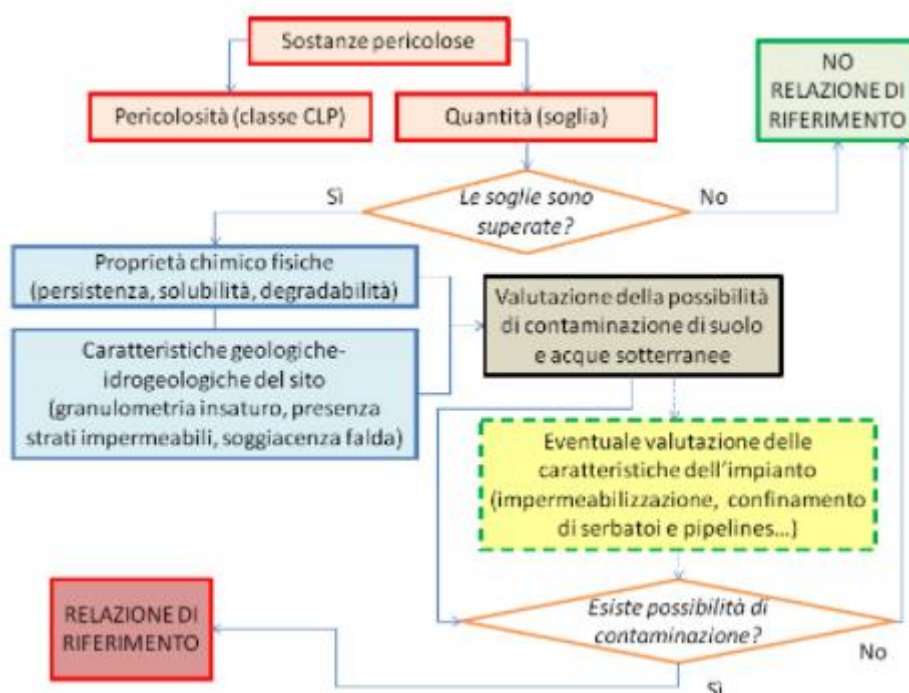 Sostanze pericolose
Pericolosità (classe CLP)
Quantità (soglia)
NO
RELAZIONE DI
RIFERIMENTO
Sì
Le soglie sono
superate?
No
Proprietà chimico fisiche
(persistenza, solubilità, degradabilità)
Caratteristiche geologiche-
idrogeologiche del sito
(granulometria insaturo, presenza
strati impermeabili, soggiacenza falda)
Valutazione della possibilità
di contaminazione di suolo
e acque sotterranee
Eventuale valutazione delle
caratteristiche dell'impianto
(impermeabilizzazione, confinamento
di serbatoi e pipelines...)
Esiste possibilità di
contaminazione?
No
Sì
RELAZIONE DI
RIFERIMENTO